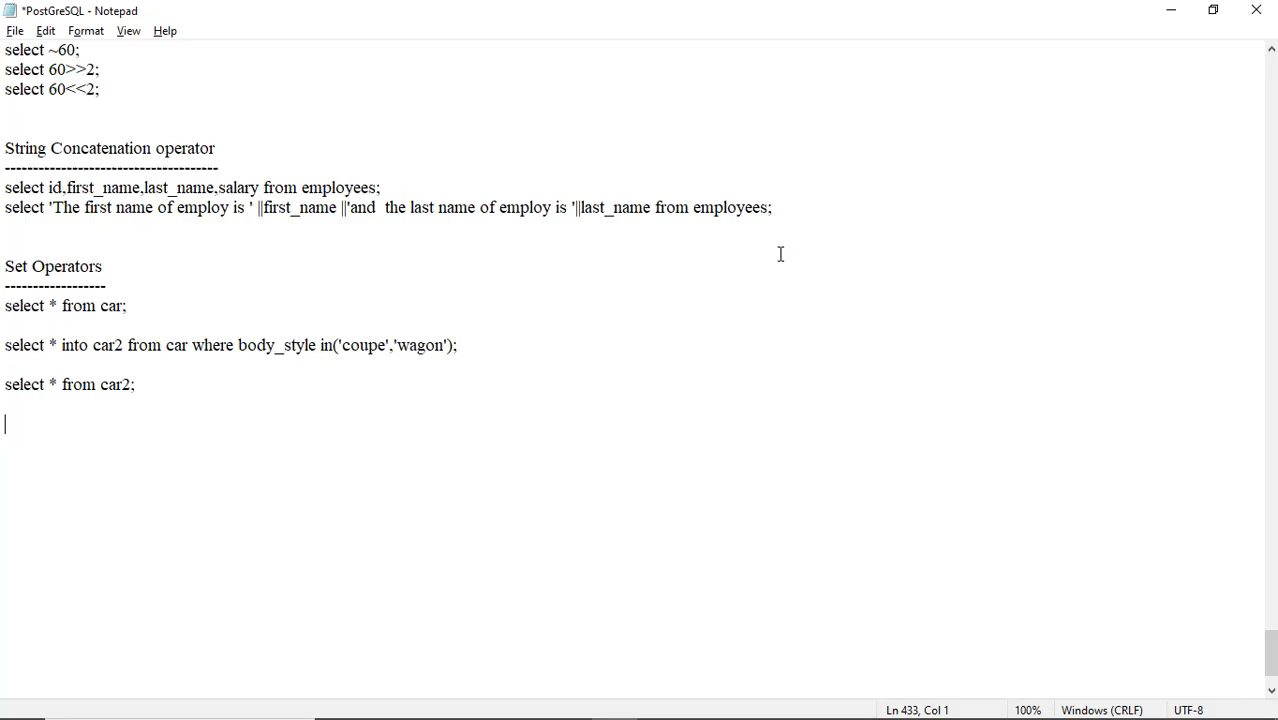 *PostGreSQL - Notepad
File Edit Format View Help
select ~60;
select 60>>2;
select 60<<2;
String Concatenation operator
--------------------------------------
select id,first_name,last_name,salary from employees;
select 'The first name of employ is ' ||first_name ||'and  the last name of employ is '||last_name from employees;
Set Operators
------------------
select * from car;
select * into car2 from car where body_style in('coupe','wagon');
select * from car2;
Ln 433, Col 1 100% Windows (CRLF) UTF-8